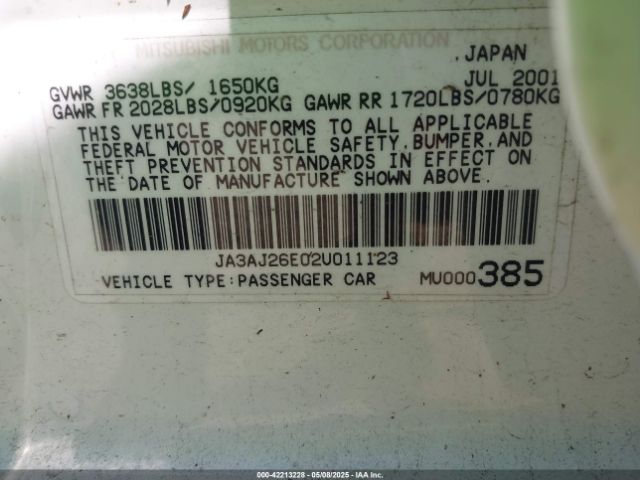 MITSUBISHI MOTORS CORPORATION
JAPAN
GVWR 3638LBS/ 1650KG JUL 2001
GAWR FR 2028LBS/0920KG GAWR RR 1720LBS/0780KG
THIS VEHICLE CONFORMS TO ALL APPLICABLE
FEDERAL MOTOR VEHICLE SAFETY, BUMPER, AND
THEFT PREVENTION STANDARDS IN EFFECT ON
THE DATE OF MANUFACTURE SHOWN ABOVE.
JA3AJ26E02U011123
VEHICLE TYPE:PASSENGER CAR MU000385
000-42213228 - 05/08/2025 - IAAI, Inc.